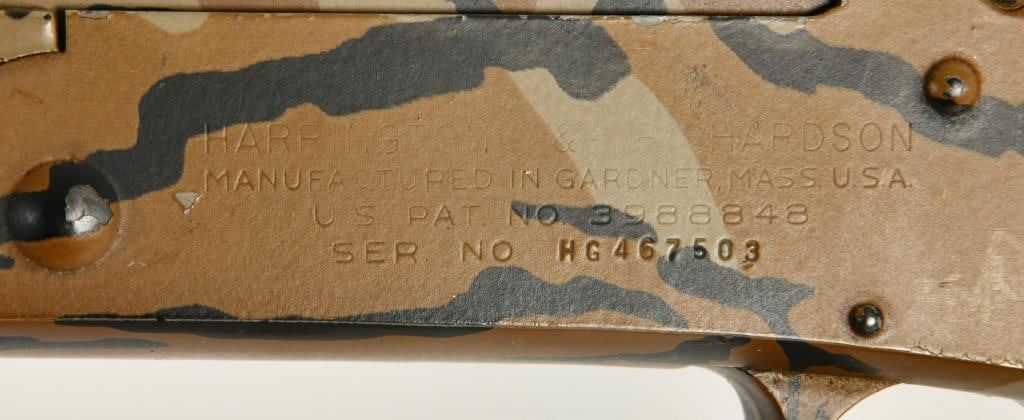 HARRINGTON & RICHARDSON
MANUFACTURED IN GARDNER, MASS. U.S.A.
U.S. PAT. NO. 3988848
SER NO HG467503